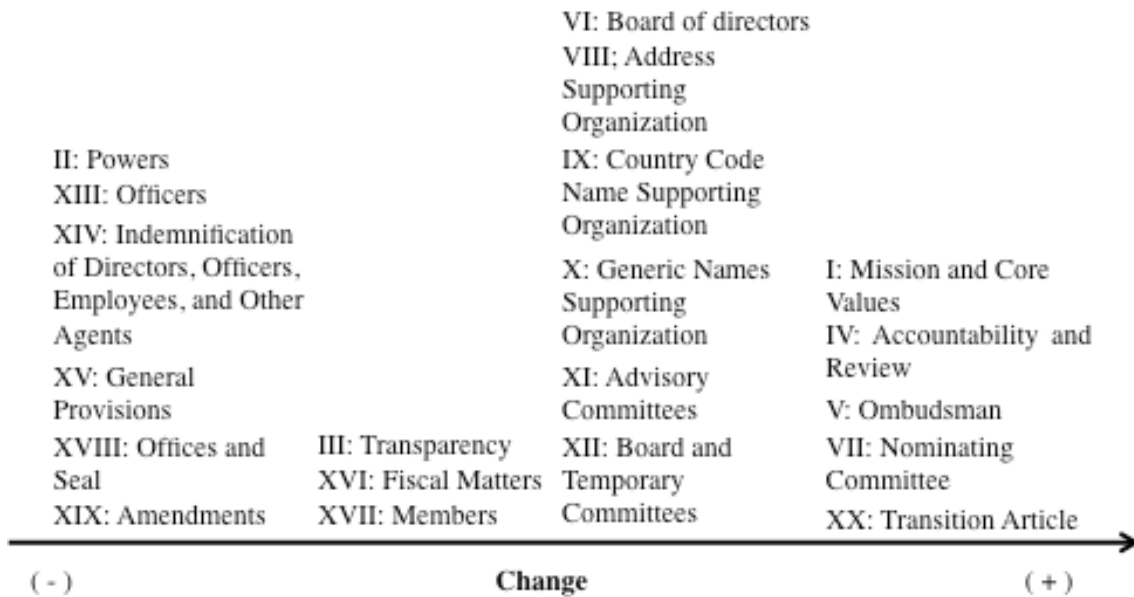 II: Powers
XIII: Officers
XIV: Indemnification
of Directors, Officers,
Employees, and Other
Agents
XV: General
Provisions
XVIII: Offices and
Seal
XIX: Amendments
III: Transparency
XVI: Fiscal Matters
XVII: Members
VI: Board of directors
VIII; Address
Supporting
Organization
IX: Country Code
Name Supporting
Organization
X: Generic Names
Supporting
Organization
XI: Advisory
Committees
XII: Board and
Temporary
Committees
I: Mission and Core
Values
IV: Accountability and
Review
V: Ombudsman
VII: Nominating
Committee
XX: Transition Article
( - )
Change
( + )